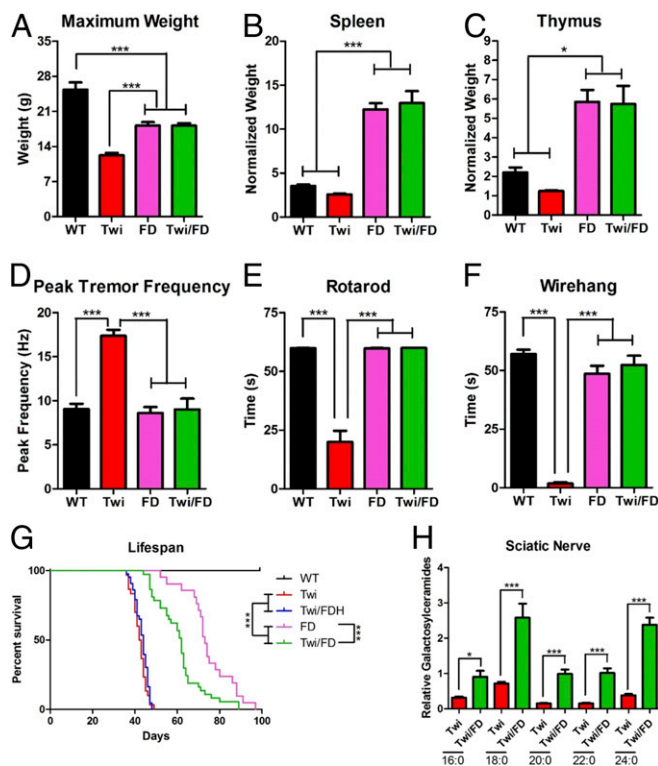 A Maximum Weight
***
***
Weight (g)
35
28
21
14
7
0
WT Twi FD Twi/FD
B Spleen
***
Normalized Weight
15
10
5
0
WT Twi FD Twi/FD
C Thymus
*
Normalized Weight
8
7
6
5
4
3
2
1
0
WT Twi FD Twi/FD
D Peak Tremor Frequency
*** ***
Peak Frequency (Hz)
20
15
10
5
0
WT Twi FD Twi/FD
E Rotarod
*** ***
Time (s)
75
50
25
0
WT Twi FD Twi/FD
F Wirehang
*** ***
Time (s)
75
50
25
0
WT Twi FD Twi/FD
G Lifespan
Percent survival
100
50
0
0 20 40 60 80 100
Days
WT
Twi
Twi/FDH
FD
Twi/FD
***
***
H Sciatic Nerve
Relative Galactosylceramides
4
3
2
1
0
* *** *** *** ***
Twi Twi/FD Twi Twi/FD Twi Twi/FD Twi Twi/FD Twi Twi/FD
16:0 18:0 20:0 22:0 24:0